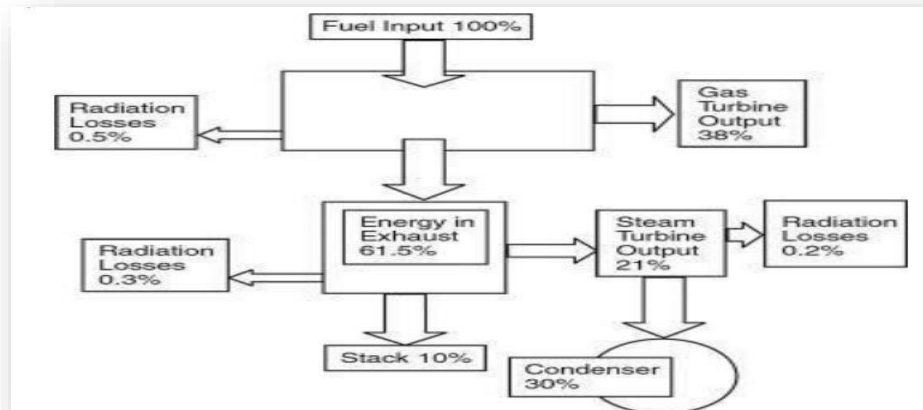 Fuel Input 100%
Radiation
Losses
0.5%
Gas
Turbine
Output
38%
Energy in
Exhaust
61.5%
Steam
Turbine
Output
21%
Radiation
Losses
0.2%
Radiation
Losses
0.3%
Stack 10%
Condenser
30%